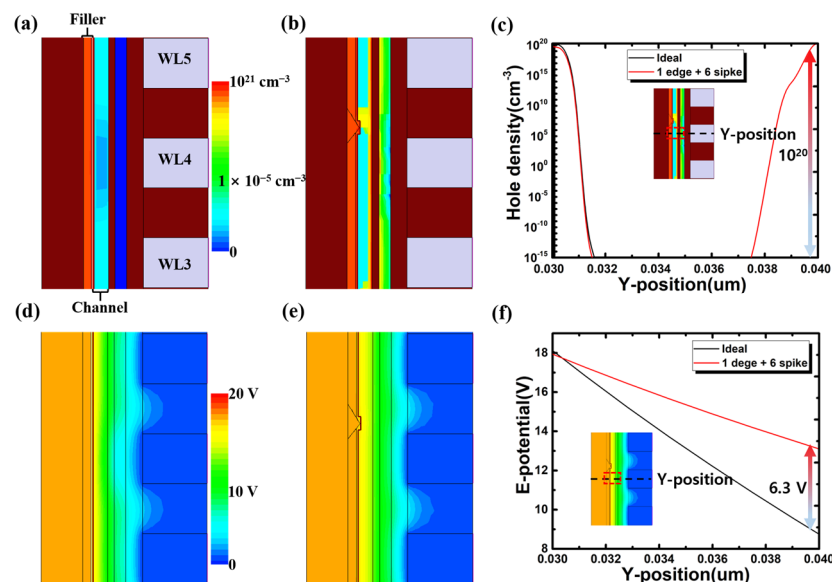 (a)
Filler
WL5
WL4
WL3
Channel
10²¹ cm⁻³
1 × 10⁻⁵ cm⁻³
0
(b)
(c)
Hole density(cm⁻³)
10²⁰
10¹⁵
10¹⁰
10⁵
10⁰
10⁻⁵
10⁻¹⁰
10⁻¹⁵
Ideal
1 edge + 6 sipke
Y-position
10²⁰
0.030 0.032 0.034 0.036 0.038 0.040
Y-position(um)
(d)
20 V
10 V
0
(e)
(f)
E-potential(V)
18
16
14
12
10
8
Ideal
1 dege + 6 spike
Y-position
6.3 V
0.030 0.032 0.034 0.036 0.038 0.040
Y-position(um)